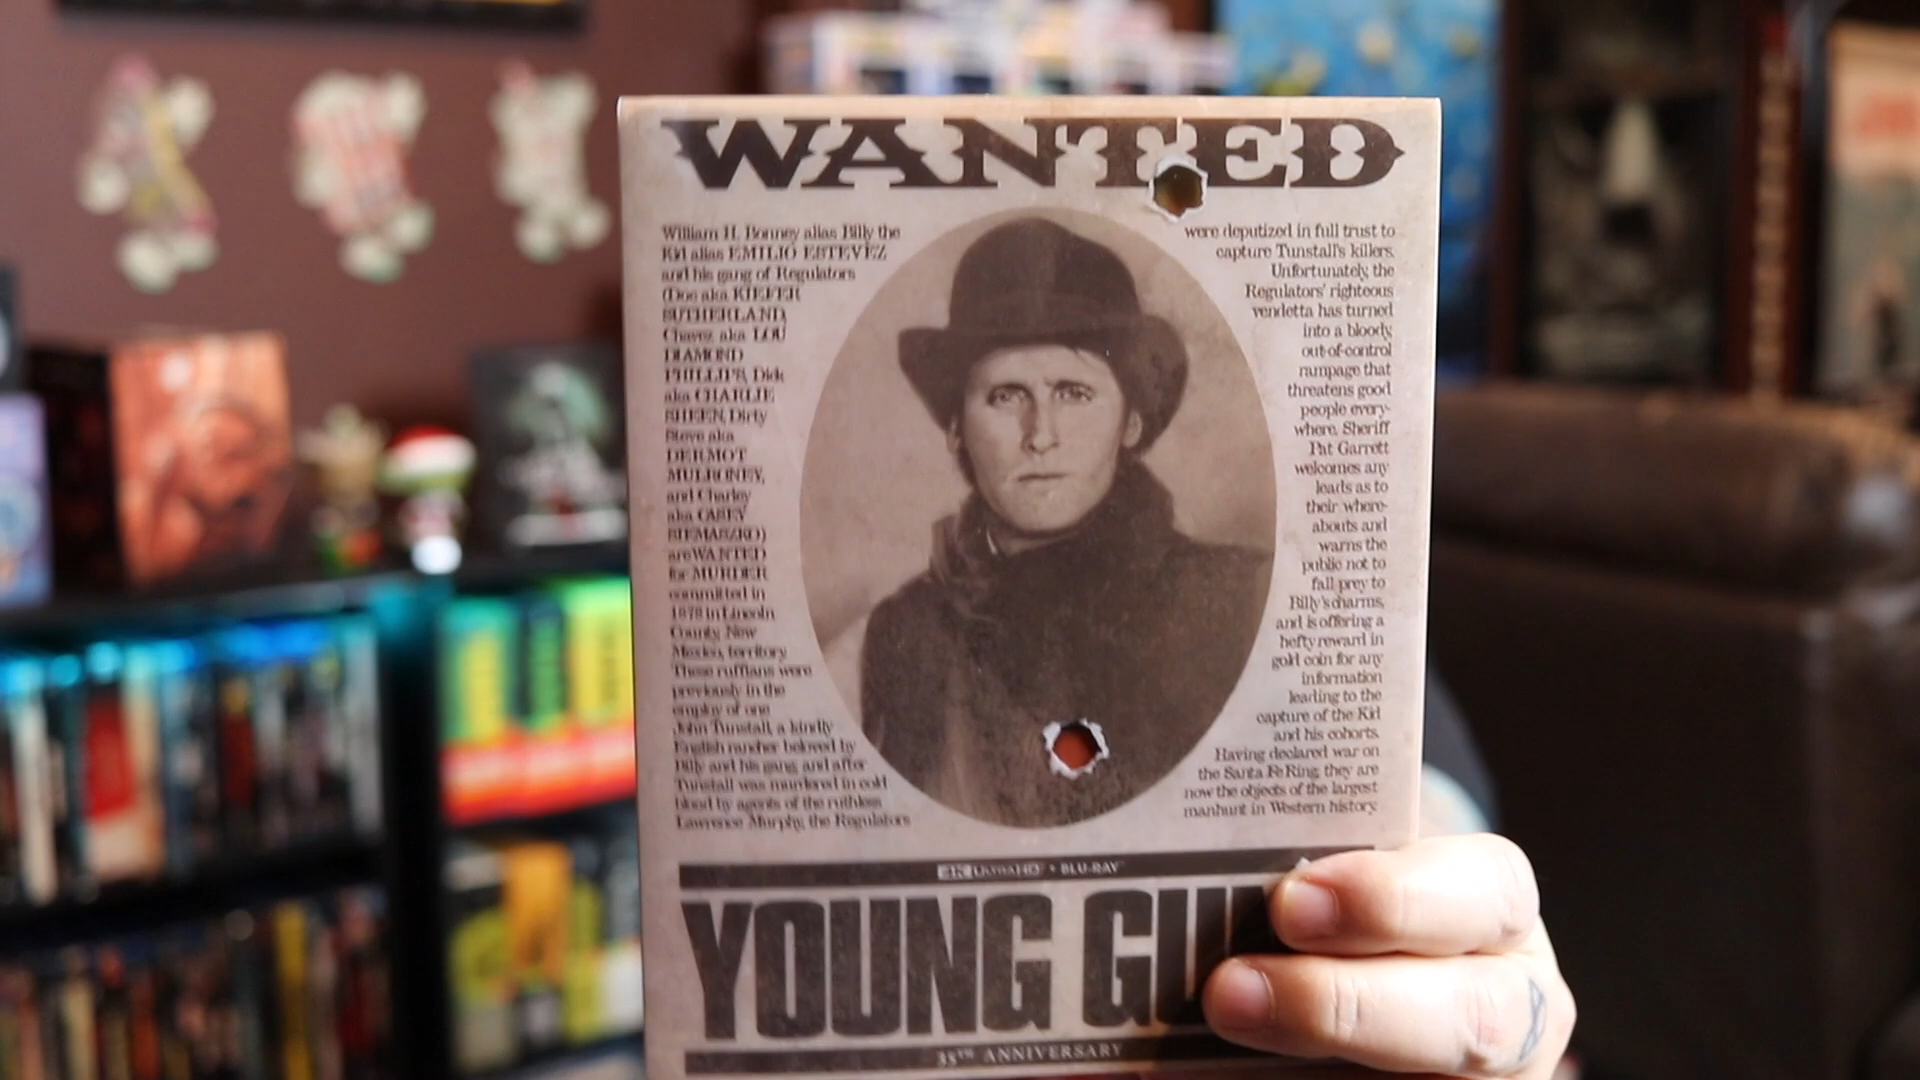 WANTED
William H. Bonney alias Billy the
Kid alias EMILIO ESTEVEZ
and his gang of Regulators
(Doc aka KIEFER
SUTHERLAND,
Chavez aka LOU
DIAMOND
PHILLIPS, Dick
aka CHARLIE
SHEEN, Dirty
Steve aka
DERMOT
MULRONEY,
and Charley
aka CASEY
SIEMASZKO)
are WANTED
for MURDER
committed in
1878 in Lincoln
County, New
Mexico, territory
These ruffians were
previously in the
employ of one
John Tunstall, a kindly
English rancher beloved by
Billy and his gang, and after
Tunstall was murdered in cold
blood by agents of the ruthless
Lawrence Murphy, the Regulators
were deputized in full trust to
capture Tunstall's killers.
Unfortunately, the
Regulators' righteous
vendetta has turned
into a bloody
out-of-control
rampage that
threatens good
people every-
where. Sheriff
Pat Garrett
welcomes any
leads as to
their where-
abouts and
warns the
public not to
fall prey to
Billy's charms,
and is offering a
hefty reward in
gold coin for any
information
leading to the
capture of the Kid
and his cohorts.
Having declared war on
the Santa Fe Ring, they are
now the objects of the largest
manhunt in Western history.
4K ULTRA HD • BLU-RAY™
YOUNG GU
35TH ANNIVERSARY